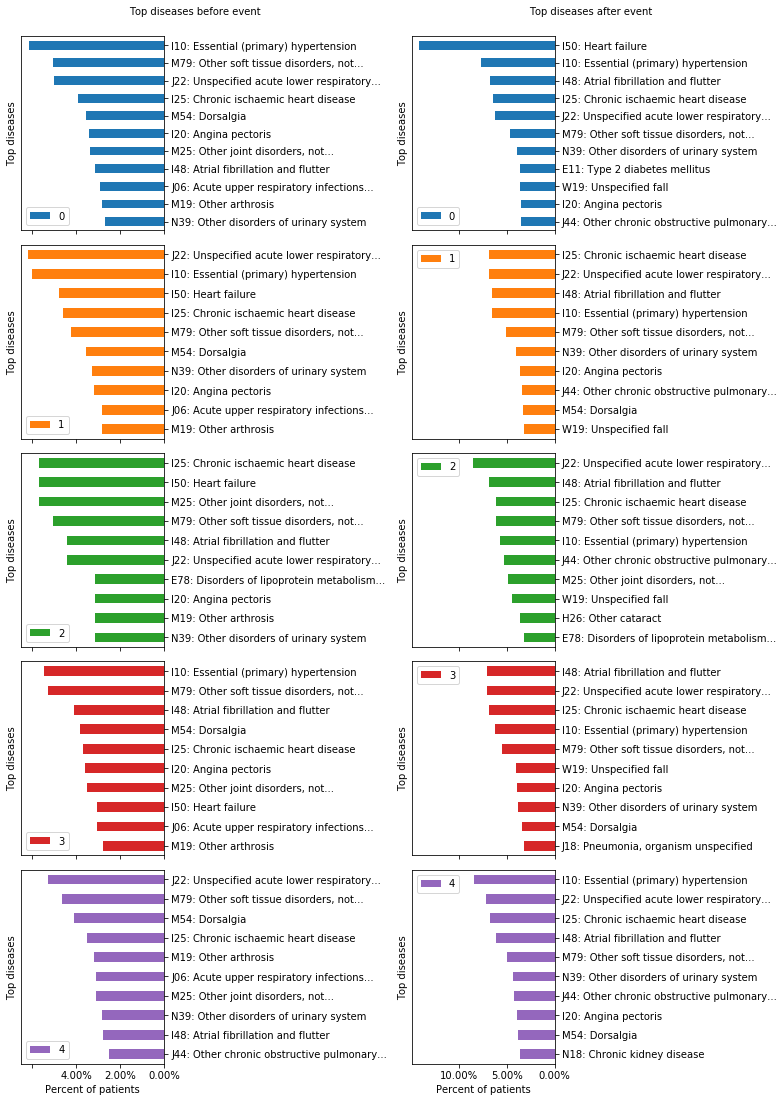 Top diseases before event
Top diseases after event
Top diseases
I10: Essential (primary) hypertension
M79: Other soft tissue disorders, not...
J22: Unspecified acute lower respiratory...
I25: Chronic ischaemic heart disease
M54: Dorsalgia
I20: Angina pectoris
M25: Other joint disorders, not...
I48: Atrial fibrillation and flutter
J06: Acute upper respiratory infections...
M19: Other arthrosis
N39: Other disorders of urinary system
0
Top diseases
I50: Heart failure
I10: Essential (primary) hypertension
I48: Atrial fibrillation and flutter
I25: Chronic ischaemic heart disease
J22: Unspecified acute lower respiratory...
M79: Other soft tissue disorders, not...
N39: Other disorders of urinary system
E11: Type 2 diabetes mellitus
W19: Unspecified fall
I20: Angina pectoris
J44: Other chronic obstructive pulmonary...
0
Top diseases
J22: Unspecified acute lower respiratory...
I10: Essential (primary) hypertension
I50: Heart failure
I25: Chronic ischaemic heart disease
M79: Other soft tissue disorders, not...
M54: Dorsalgia
N39: Other disorders of urinary system
I20: Angina pectoris
J06: Acute upper respiratory infections...
M19: Other arthrosis
1
Top diseases
1
I25: Chronic ischaemic heart disease
J22: Unspecified acute lower respiratory...
I48: Atrial fibrillation and flutter
I10: Essential (primary) hypertension
M79: Other soft tissue disorders, not...
N39: Other disorders of urinary system
I20: Angina pectoris
J44: Other chronic obstructive pulmonary...
M54: Dorsalgia
W19: Unspecified fall
Top diseases
I25: Chronic ischaemic heart disease
I50: Heart failure
M25: Other joint disorders, not...
M79: Other soft tissue disorders, not...
I48: Atrial fibrillation and flutter
J22: Unspecified acute lower respiratory...
E78: Disorders of lipoprotein metabolism...
I20: Angina pectoris
M19: Other arthrosis
N39: Other disorders of urinary system
2
Top diseases
2
J22: Unspecified acute lower respiratory...
I48: Atrial fibrillation and flutter
I25: Chronic ischaemic heart disease
M79: Other soft tissue disorders, not...
I10: Essential (primary) hypertension
J44: Other chronic obstructive pulmonary...
M25: Other joint disorders, not...
W19: Unspecified fall
H26: Other cataract
E78: Disorders of lipoprotein metabolism...
Top diseases
I10: Essential (primary) hypertension
M79: Other soft tissue disorders, not...
I48: Atrial fibrillation and flutter
M54: Dorsalgia
I25: Chronic ischaemic heart disease
I20: Angina pectoris
M25: Other joint disorders, not...
I50: Heart failure
J06: Acute upper respiratory infections...
M19: Other arthrosis
3
Top diseases
3
I48: Atrial fibrillation and flutter
J22: Unspecified acute lower respiratory...
I25: Chronic ischaemic heart disease
I10: Essential (primary) hypertension
M79: Other soft tissue disorders, not...
W19: Unspecified fall
I20: Angina pectoris
N39: Other disorders of urinary system
M54: Dorsalgia
J18: Pneumonia, organism unspecified
Top diseases
J22: Unspecified acute lower respiratory...
M79: Other soft tissue disorders, not...
M54: Dorsalgia
I25: Chronic ischaemic heart disease
M19: Other arthrosis
J06: Acute upper respiratory infections...
M25: Other joint disorders, not...
N39: Other disorders of urinary system
I48: Atrial fibrillation and flutter
J44: Other chronic obstructive pulmonary...
4
4.00% 2.00% 0.00%
Percent of patients
Top diseases
4
I10: Essential (primary) hypertension
J22: Unspecified acute lower respiratory...
I25: Chronic ischaemic heart disease
I48: Atrial fibrillation and flutter
M79: Other soft tissue disorders, not...
N39: Other disorders of urinary system
J44: Other chronic obstructive pulmonary...
I20: Angina pectoris
M54: Dorsalgia
N18: Chronic kidney disease
10.00% 5.00% 0.00%
Percent of patients